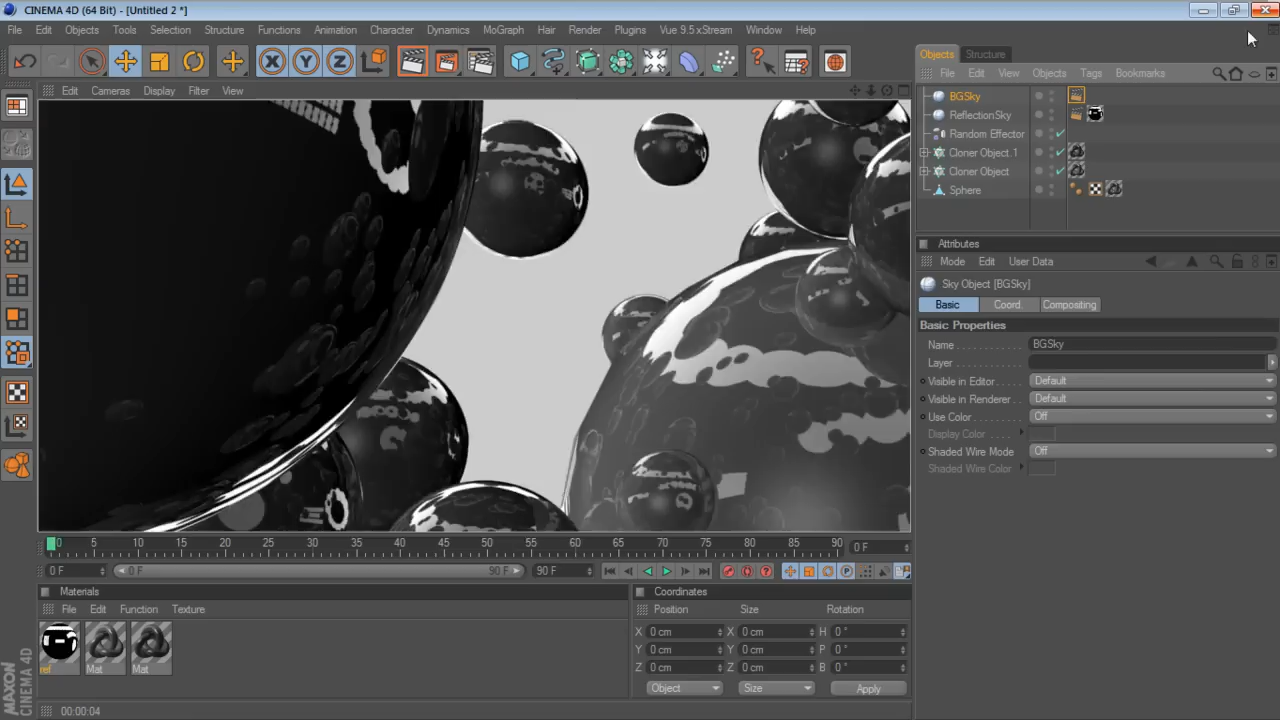 CINEMA 4D (64 Bit) - [Untitled 2 *]
File Edit Objects Tools Selection Structure Functions Animation Character Dynamics MoGraph Hair Render Plugins Vue 9.5 xStream Window Help
Objects Structure
File Edit View Objects Tags Bookmarks
Edit Cameras Display Filter View
BGSky
ReflectionSky
Random Effector
Cloner Object.1
Cloner Object
Sphere
Attributes
Mode Edit User Data
Sky Object [BGSky]
Basic Coord. Compositing
Basic Properties
Name BGSky
Layer
Visible in Editor Default
Visible in Renderer Default
Use Color Off
Display Color
Shaded Wire Mode Off
Shaded Wire Color
0 5 10 15 20 25 30 35 40 45 50 55 60 65 70 75 80 85 90 0 F
0 F 0 F 90 F 90 F
Materials
File Edit Function Texture
ref Mat Mat
Coordinates
Position Size Rotation
X 0 cm X 0 cm H 0 °
Y 0 cm Y 0 cm P 0 °
Z 0 cm Z 0 cm B 0 °
Object Size Apply
MAXON CINEMA 4D
00:00:04